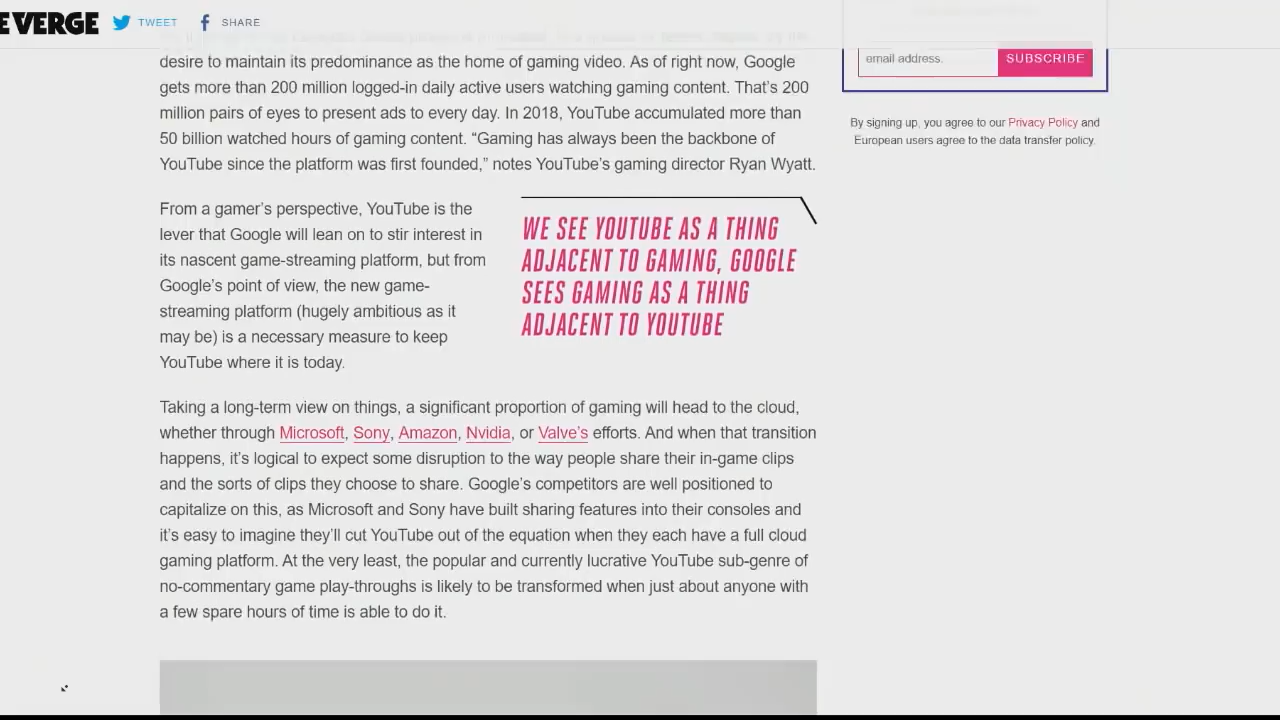 E VERGE TWEET SHARE
desire to maintain its predominance as the home of gaming video. As of right now, Google
gets more than 200 million logged-in daily active users watching gaming content. That’s 200
million pairs of eyes to present ads to every day. In 2018, YouTube accumulated more than
50 billion watched hours of gaming content. “Gaming has always been the backbone of
YouTube since the platform was first founded,” notes YouTube’s gaming director Ryan Wyatt.
From a gamer’s perspective, YouTube is the
lever that Google will lean on to stir interest in
its nascent game-streaming platform, but from
Google’s point of view, the new game-
streaming platform (hugely ambitious as it
may be) is a necessary measure to keep
YouTube where it is today.
WE SEE YOUTUBE AS A THING
ADJACENT TO GAMING, GOOGLE
SEES GAMING AS A THING
ADJACENT TO YOUTUBE
Taking a long-term view on things, a significant proportion of gaming will head to the cloud,
whether through Microsoft, Sony, Amazon, Nvidia, or Valve’s efforts. And when that transition
happens, it’s logical to expect some disruption to the way people share their in-game clips
and the sorts of clips they choose to share. Google’s competitors are well positioned to
capitalize on this, as Microsoft and Sony have built sharing features into their consoles and
it’s easy to imagine they’ll cut YouTube out of the equation when they each have a full cloud
gaming platform. At the very least, the popular and currently lucrative YouTube sub-genre of
no-commentary game play-throughs is likely to be transformed when just about anyone with
a few spare hours of time is able to do it.
email address. SUBSCRIBE
By signing up, you agree to our Privacy Policy and
European users agree to the data transfer policy.